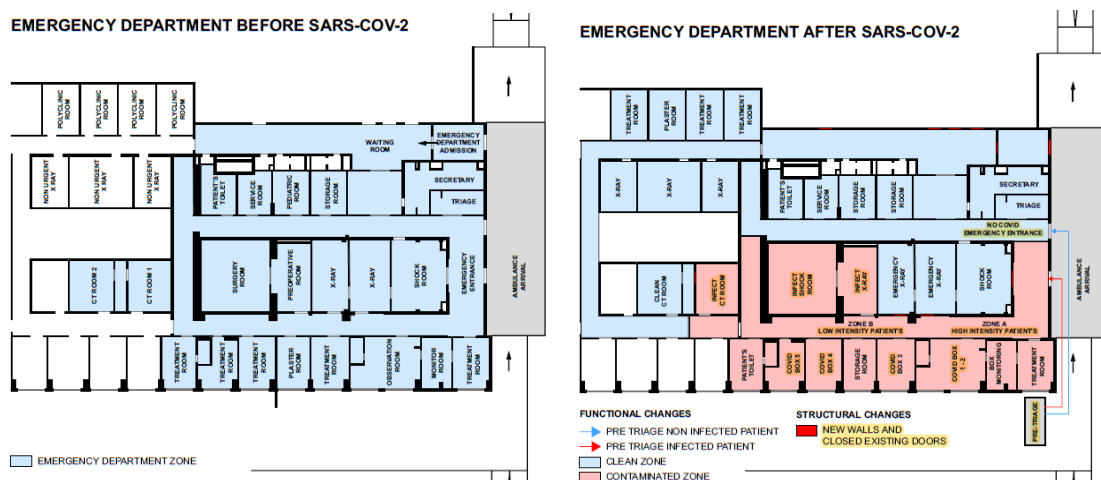 EMERGENCY DEPARTMENT BEFORE SARS-COV-2
POLYCLINIC
ROOM
POLYCLINIC
ROOM
POLYCLINIC
ROOM
POLYCLINIC
ROOM
WAITING
ROOM
EMERGENCY
DEPARTMENT
ADMISSION
NON URGENT
X RAY
NON URGENT
X RAY
NON URGENT
X RAY
PATIENT'S
TOILET
SERVICE
ROOM
PEDIATRIC
ROOM
STORAGE
ROOM
SECRETARY
TRIAGE
CT ROOM 2
CT ROOM 1
SURGERY
ROOM
PREOPERATIVE
ROOM
X-RAY
X-RAY
SHOCK
ROOM
EMERGENCY
ENTRANCE
AMBULANCE
ARRIVAL
TREATMENT
ROOM
TREATMENT
ROOM
TREATMENT
ROOM
PLASTER
ROOM
TREATMENT
ROOM
OBSERVATION
ROOM
MONITOR
ROOM
TREATMENT
ROOM
EMERGENCY DEPARTMENT ZONE
EMERGENCY DEPARTMENT AFTER SARS-COV-2
TREATMENT
ROOM
PLASTER
ROOM
TREATMENT
ROOM
TREATMENT
ROOM
X-RAY
X-RAY
X-RAY
PATIENT'S
TOILET
SERVICE
ROOM
STORAGE
ROOM
STORAGE
ROOM
SECRETARY
TRIAGE
NO COVID
EMERGENCY ENTRANCE
CLEAN
CT ROOM
INFECT
CT ROOM
INFECT
SHOCK
ROOM
INFECT
X-RAY
EMERGENCY
X-RAY
EMERGENCY
X-RAY
SHOCK
ROOM
AMBULANCE
ARRIVAL
ZONE B
LOW INTENSITY PATIENT'S
ZONE A
HIGH INTENSITY PATIENT'S
PATIENT'S
TOILET
COVID
BOX 5
COVID
BOX 4
STORAGE
ROOM
COVID
BOX 3
COVID BOX
1 - 2
BOX
MONITORING
TREATMENT
ROOM
PRE-TRIAGE
FUNCTIONAL CHANGES
PRE TRIAGE NON INFECTED PATIENT
PRE TRIAGE INFECTED PATIENT
CLEAN ZONE
CONTAMINATED ZONE
STRUCTURAL CHANGES
NEW WALLS AND
CLOSED EXISTING DOORS